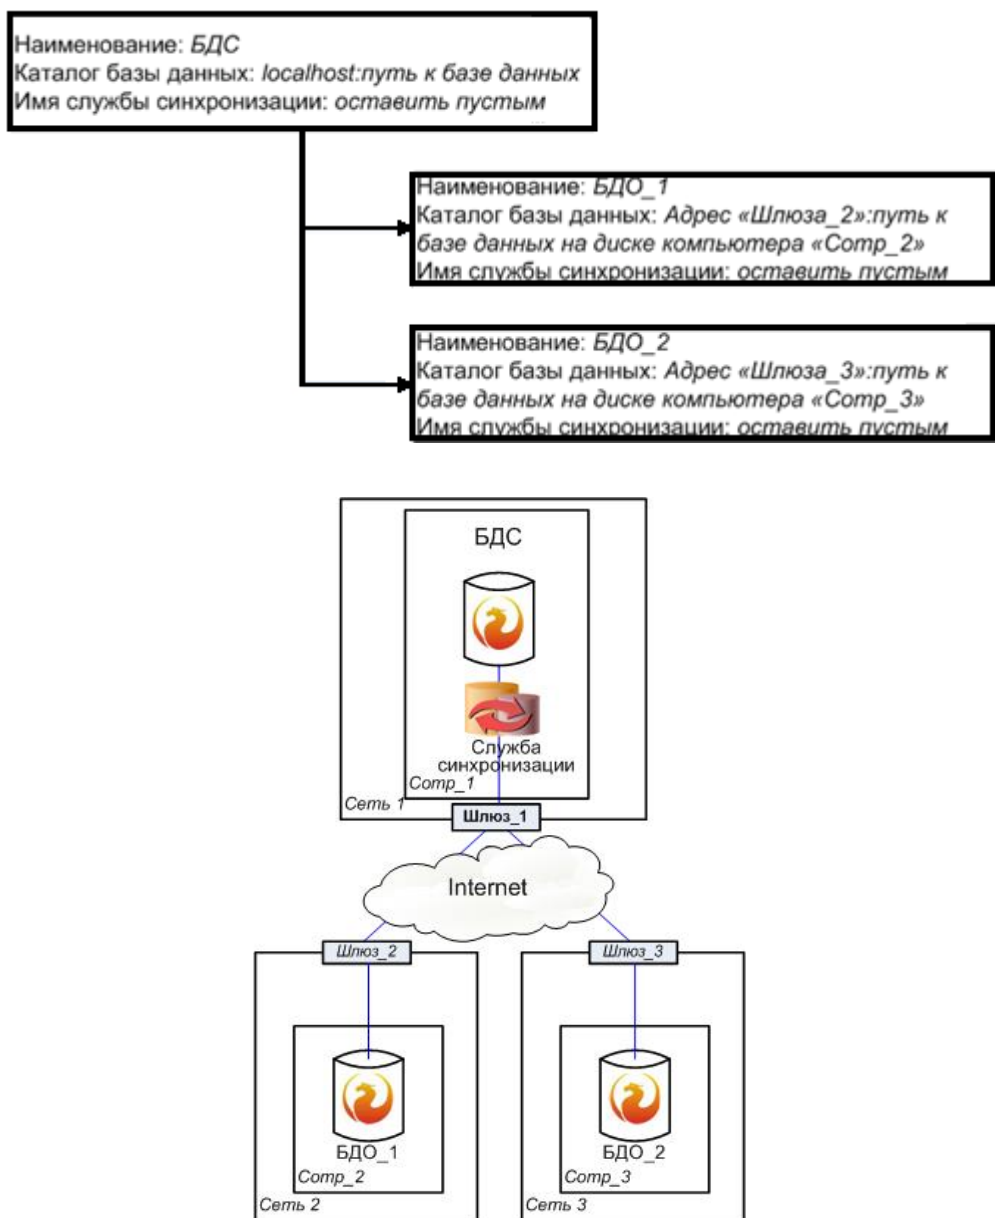 Наименование: БДС
Каталог базы данных: localhost:путь к базе данных
Имя службы синхронизации: оставить пустым
Наименование: БДО_1
Каталог базы данных: Адрес «Шлюза_2»:путь к
базе данных на диске компьютера «Comp_2»
Имя службы синхронизации: оставить пустым
Наименование: БДО_2
Каталог базы данных: Адрес «Шлюза_3»:путь к
базе данных на диске компьютера «Comp_3»
Имя службы синхронизации: оставить пустым
БДС
Служба
синхронизации
Comp_1
Сеть 1
Шлюз_1
Internet
Шлюз_2
Шлюз_3
БДО_1
Comp_2
Сеть 2
БДО_2
Comp_3
Сеть 3